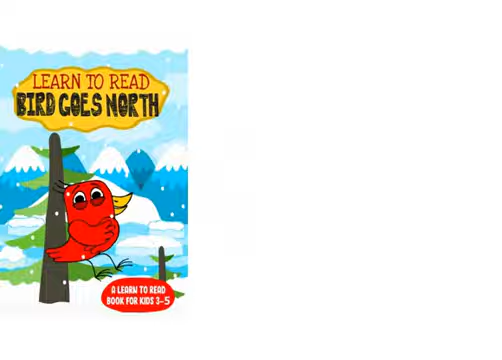 LEARN TO READ
BIRD GOES NORTH
A LEARN TO READ
BOOK FOR KIDS 3-5